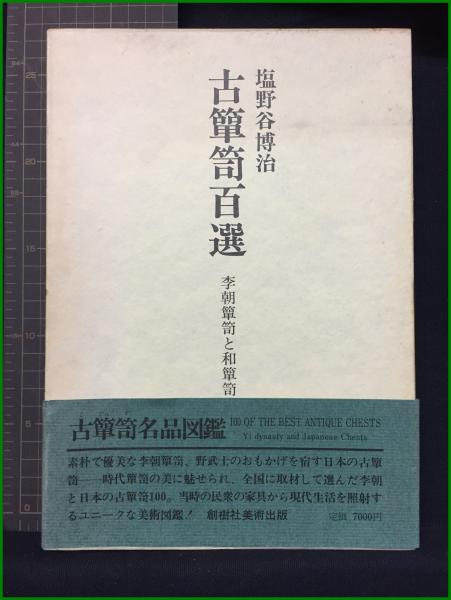 塩野谷博治
古簞笥百選
李朝簞笥と和簞笥
古簞笥名品図鑑
100 OF THE BEST ANTIQUE CHESTS
Yi dynasty and Japanese Chests
素朴で優美な李朝簞笥、野武士のおもかげを宿す日本の古簞
笥──時代簞笥の美に魅せられ、全国に取材して選んだ李朝
と日本の古簞笥100。当時の民衆の家具から現代生活を照射す
るユニークな美術図鑑！ 創樹社美術出版 定価 7000円
25
20
15
10
5
0